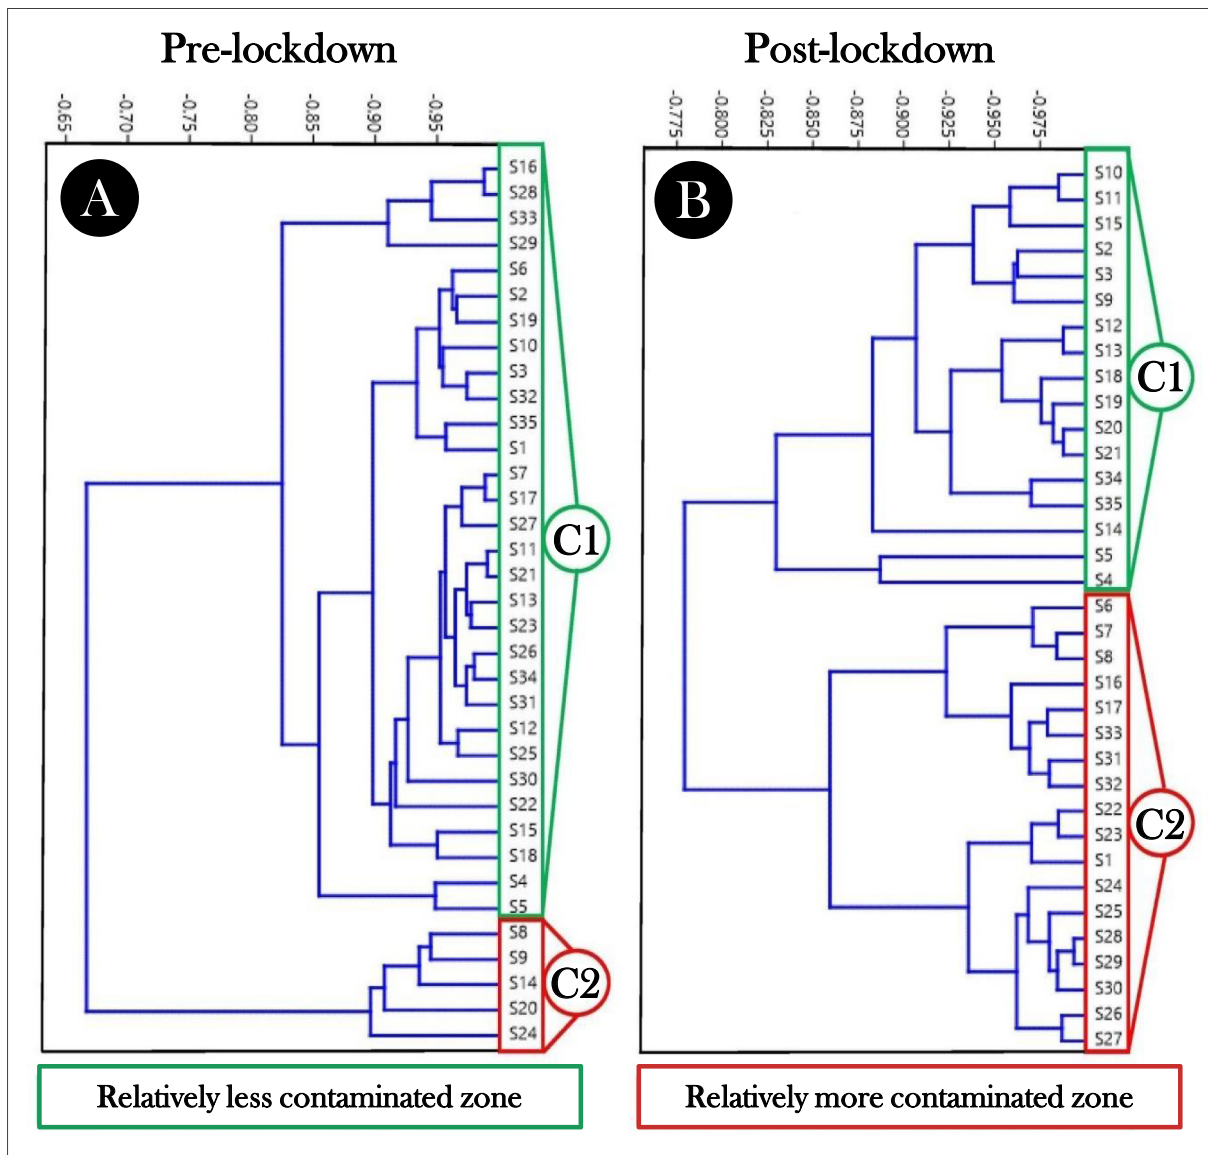 Pre-lockdown
-0.65
-0.70
-0.75
-0.80
-0.85
-0.90
-0.95
A
S16
S28
S33
S29
S6
S2
S19
S10
S3
S32
S35
S1
S7
S17
S27
S11
S21
S13
S23
S26
S34
S31
S12
S25
S30
S22
S15
S18
S4
S5
S8
S9
S14
S20
S24
C1
C2
Post-lockdown
-0.775
-0.800
-0.825
-0.850
-0.875
-0.900
-0.925
-0.950
-0.975
B
S10
S11
S15
S2
S3
S9
S12
S13
S18
S19
S20
S21
S34
S35
S14
S5
S4
S6
S7
S8
S16
S17
S33
S31
S32
S22
S23
S1
S24
S25
S28
S29
S30
S26
S27
C1
C2
Relatively less contaminated zone
Relatively more contaminated zone